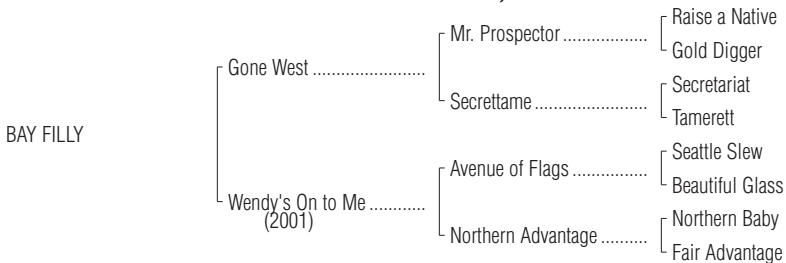 Raise a Native
Mr. Prospector ..................
Gold Digger
Gone West ........................
Secretariat
Secrettame ........................
Tamerett
BAY FILLY
Seattle Slew
Avenue of Flags ................
Beautiful Glass
Wendy's On to Me ............
(2001)
Northern Baby
Northern Advantage ..........
Fair Advantage